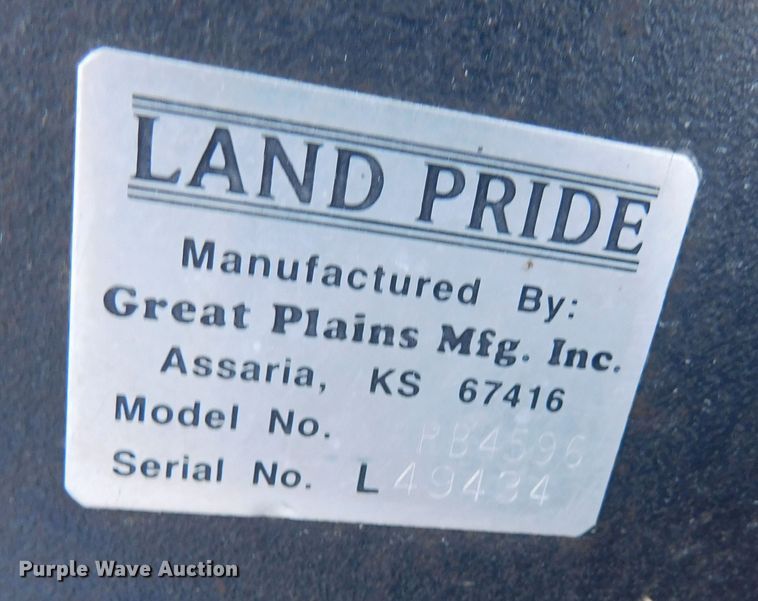 LAND PRIDE
Manufactured By:
Great Plains Mfg. Inc.
Assaria, KS 67416
Model No. RB4596
Serial No. L 49434
Purple Wave Auction